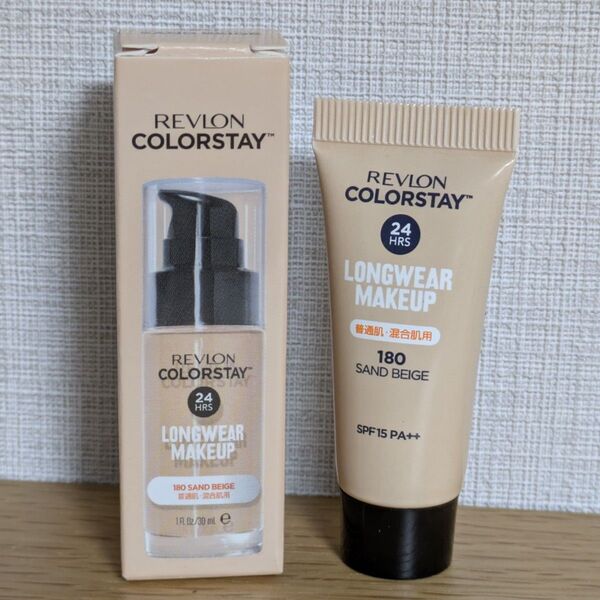 REVLON
COLORSTAY™
REVLON
COLORSTAY™
24
HRS
LONGWEAR
MAKEUP
180 SAND BEIGE
普通肌・混合肌用
1 Fl Oz/30 mL e
REVLON
COLORSTAY™
24
HRS
LONGWEAR
MAKEUP
普通肌・混合肌用
180
SAND BEIGE
SPF15 PA++